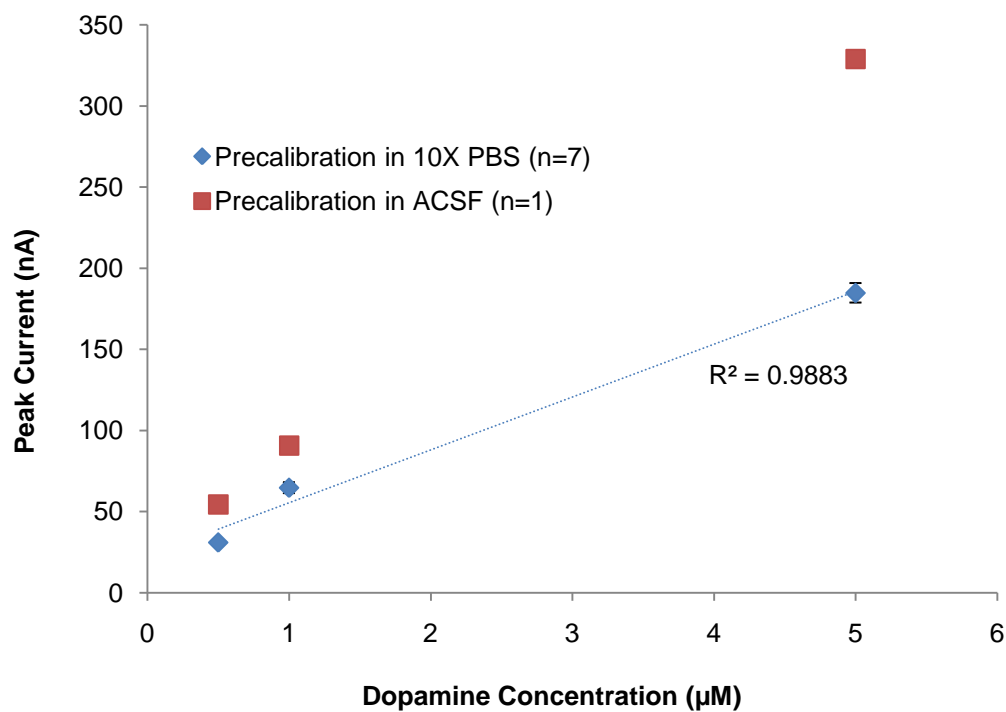 350
300
250
200
150
100
50
0
Peak Current (nA)
Precalibration in 10X PBS (n=7)
Precalibration in ACSF (n=1)
R² = 0.9883
0 1 2 3 4 5 6
Dopamine Concentration (µM)